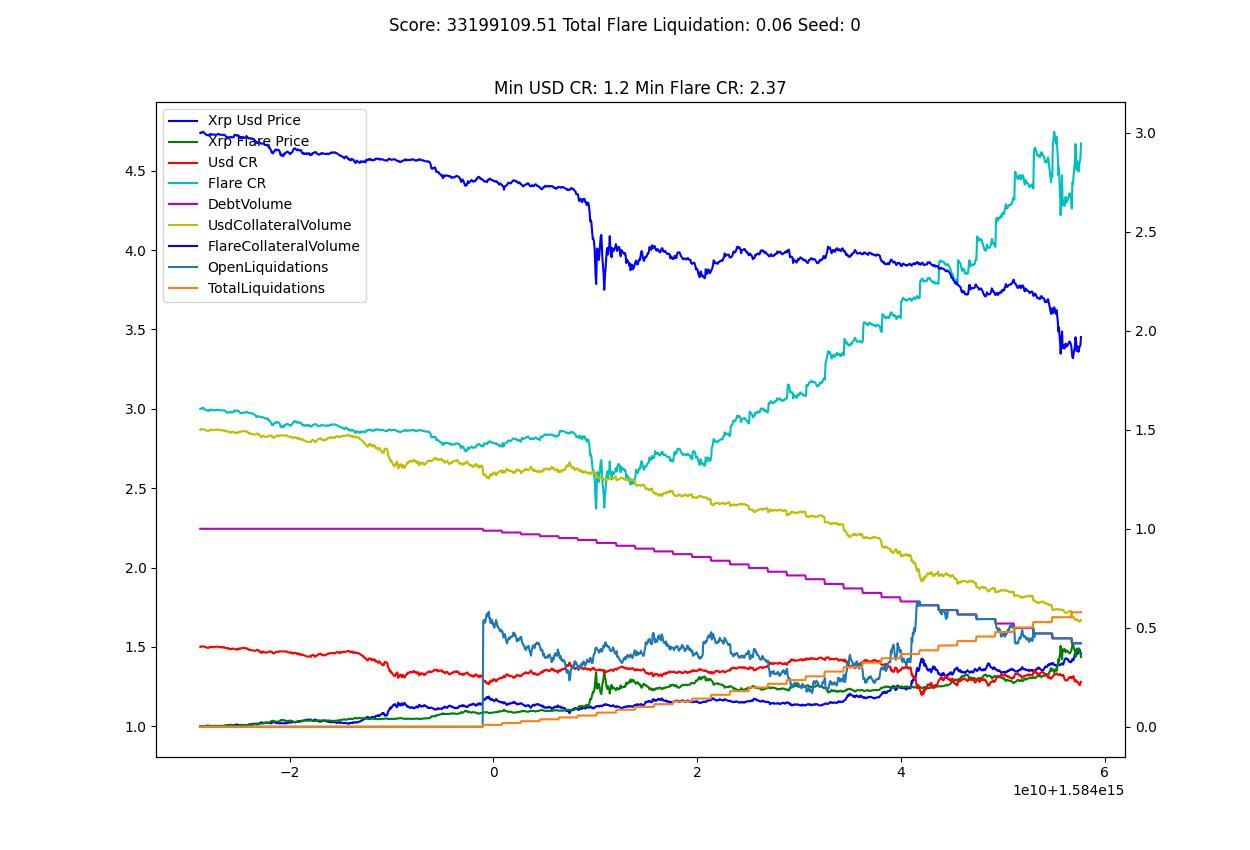 Score: 33199109.51 Total Flare Liquidation: 0.06 Seed: 0
Min USD CR: 1.2 Min Flare CR: 2.37
Xrp Usd Price
Xrp Flare Price
Usd CR
Flare CR
DebtVolume
UsdCollateralVolume
FlareCollateralVolume
OpenLiquidations
TotalLiquidations
4.5
4.0
3.5
3.0
2.5
2.0
1.5
1.0
3.0
2.5
2.0
1.5
1.0
0.5
0.0
−2
0
2
4
6
1e10+1.584e15